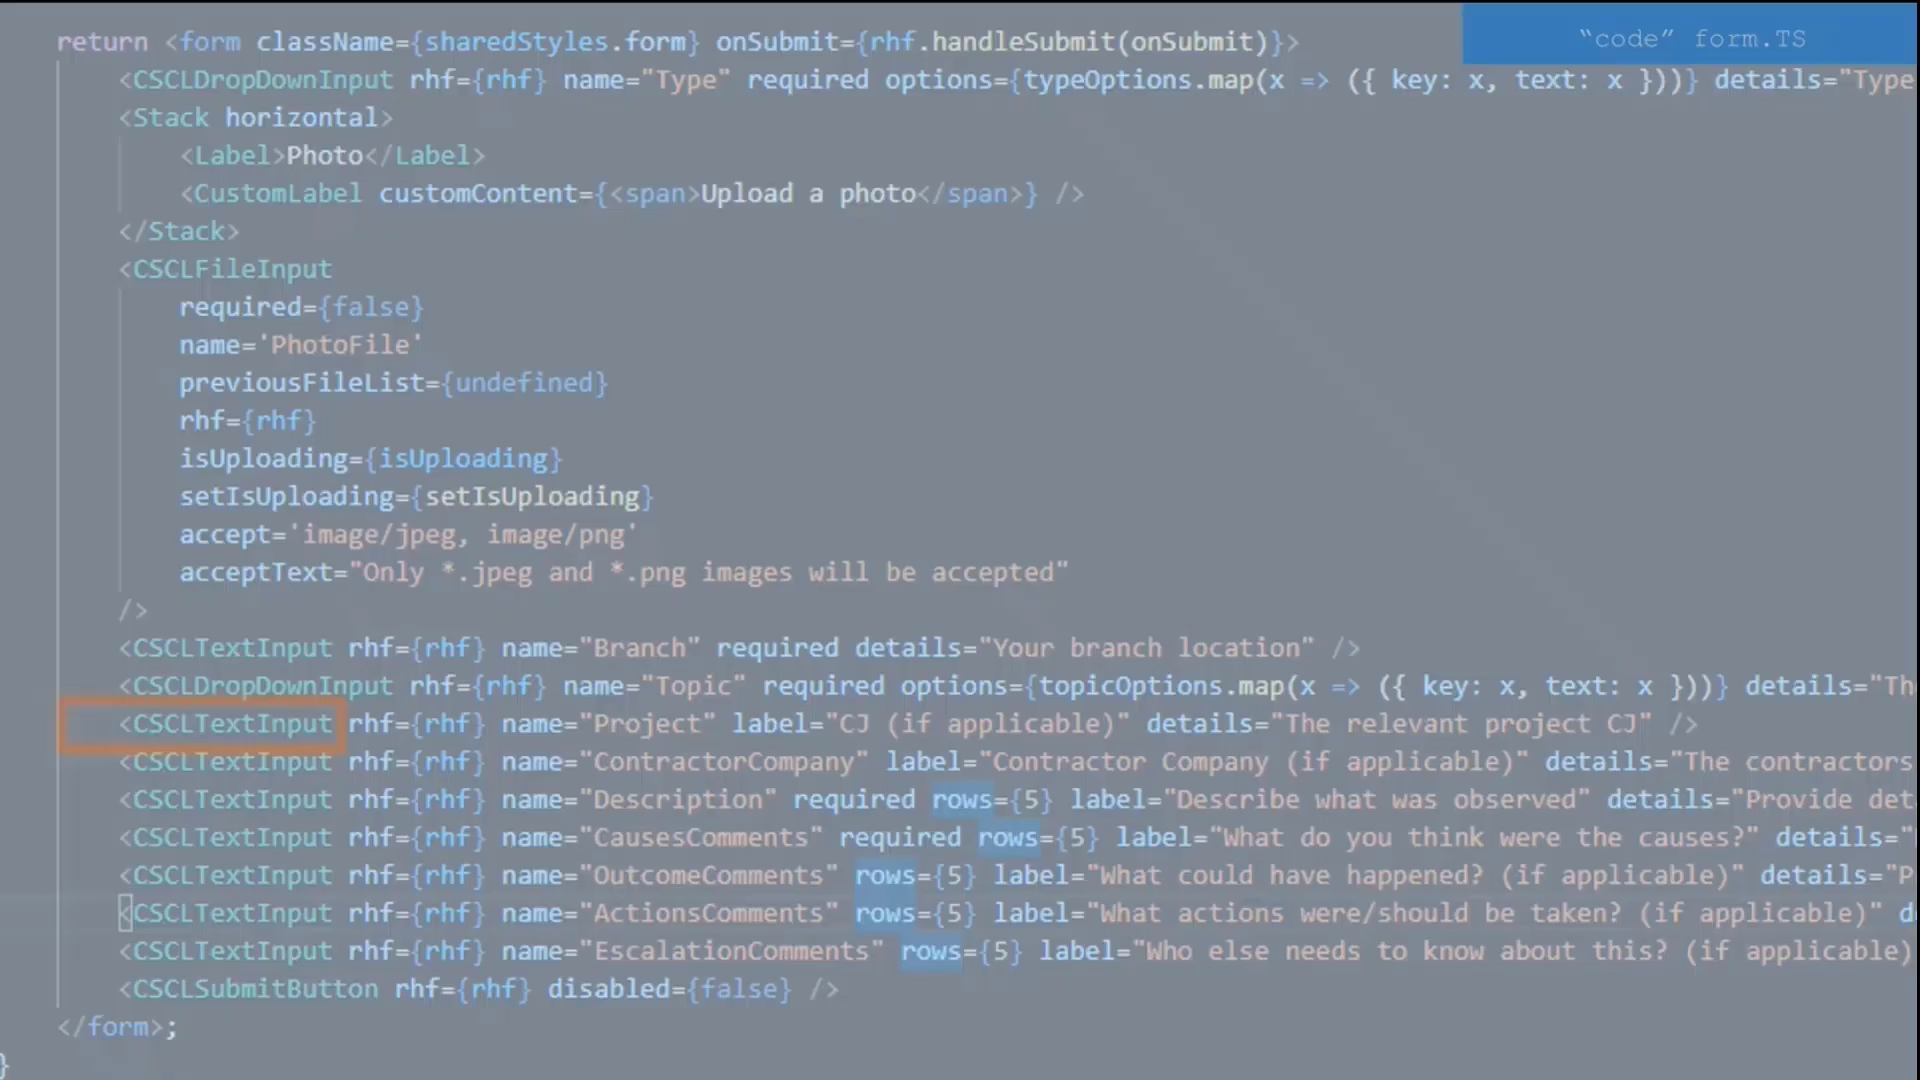 “code” form.TS
return <form className={sharedStyles.form} onSubmit={rhf.handleSubmit(onSubmit)}>
<CSCLDropDownInput rhf={rhf} name="Type" required options={typeOptions.map(x => ({ key: x, text: x }))} details="Type
<Stack horizontal>
<Label>Photo</Label>
<CustomLabel customContent={<span>Upload a photo</span>} />
</Stack>
<CSCLFileInput
required={false}
name='PhotoFile'
previousFileList={undefined}
rhf={rhf}
isUploading={isUploading}
setIsUploading={setIsUploading}
accept='image/jpeg, image/png'
acceptText="Only *.jpeg and *.png images will be accepted"
/>
<CSCLTextInput rhf={rhf} name="Branch" required details="Your branch location" />
<CSCLDropDownInput rhf={rhf} name="Topic" required options={topicOptions.map(x => ({ key: x, text: x }))} details="Th
<CSCLTextInput rhf={rhf} name="Project" label="CJ (if applicable)" details="The relevant project CJ" />
<CSCLTextInput rhf={rhf} name="ContractorCompany" label="Contractor Company (if applicable)" details="The contractors
<CSCLTextInput rhf={rhf} name="Description" required rows={5} label="Describe what was observed" details="Provide det
<CSCLTextInput rhf={rhf} name="CausesComments" required rows={5} label="What do you think were the causes?" details="
<CSCLTextInput rhf={rhf} name="OutcomeComments" rows={5} label="What could have happened? (if applicable)" details="P
<CSCLTextInput rhf={rhf} name="ActionsComments" rows={5} label="What actions were/should be taken? (if applicable)" d
<CSCLTextInput rhf={rhf} name="EscalationComments" rows={5} label="Who else needs to know about this? (if applicable)
<CSCLSubmitButton rhf={rhf} disabled={false} />
</form>;
}